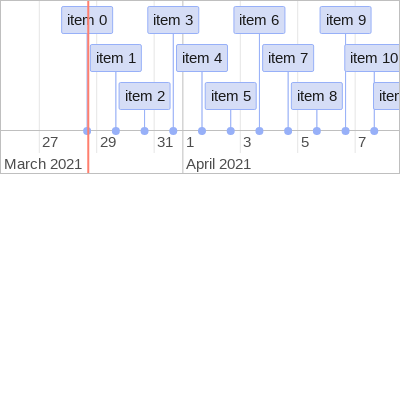 item 0
item 3
item 6
item 9
item 1
item 4
item 7
item 10
item 2
item 5
item 8
27
29
31
1
3
5
7
March 2021
April 2021